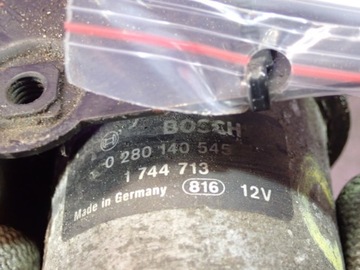 BOSCH
0 280 140 545
1 744 713
Made in Germany 816 12V